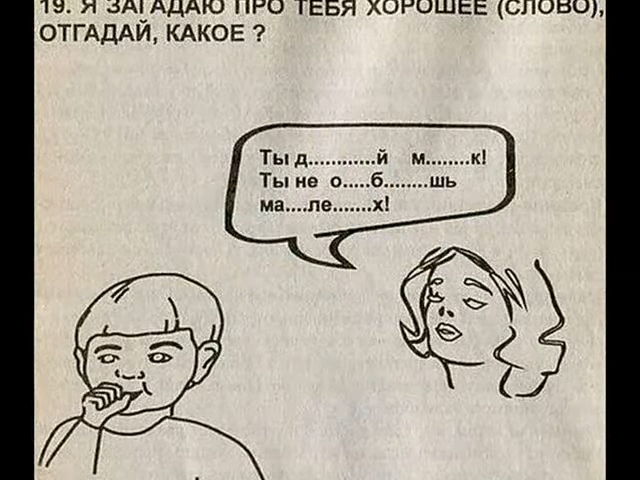 19. Я ЗАГАДАЮ ПРО ТЕБЯ ХОРОШЕЕ (СЛОВО),
ОТГАДАЙ, КАКОЕ ?
Ты д............й м........к!
Ты не о.....б........шь
ма....ле.......х!